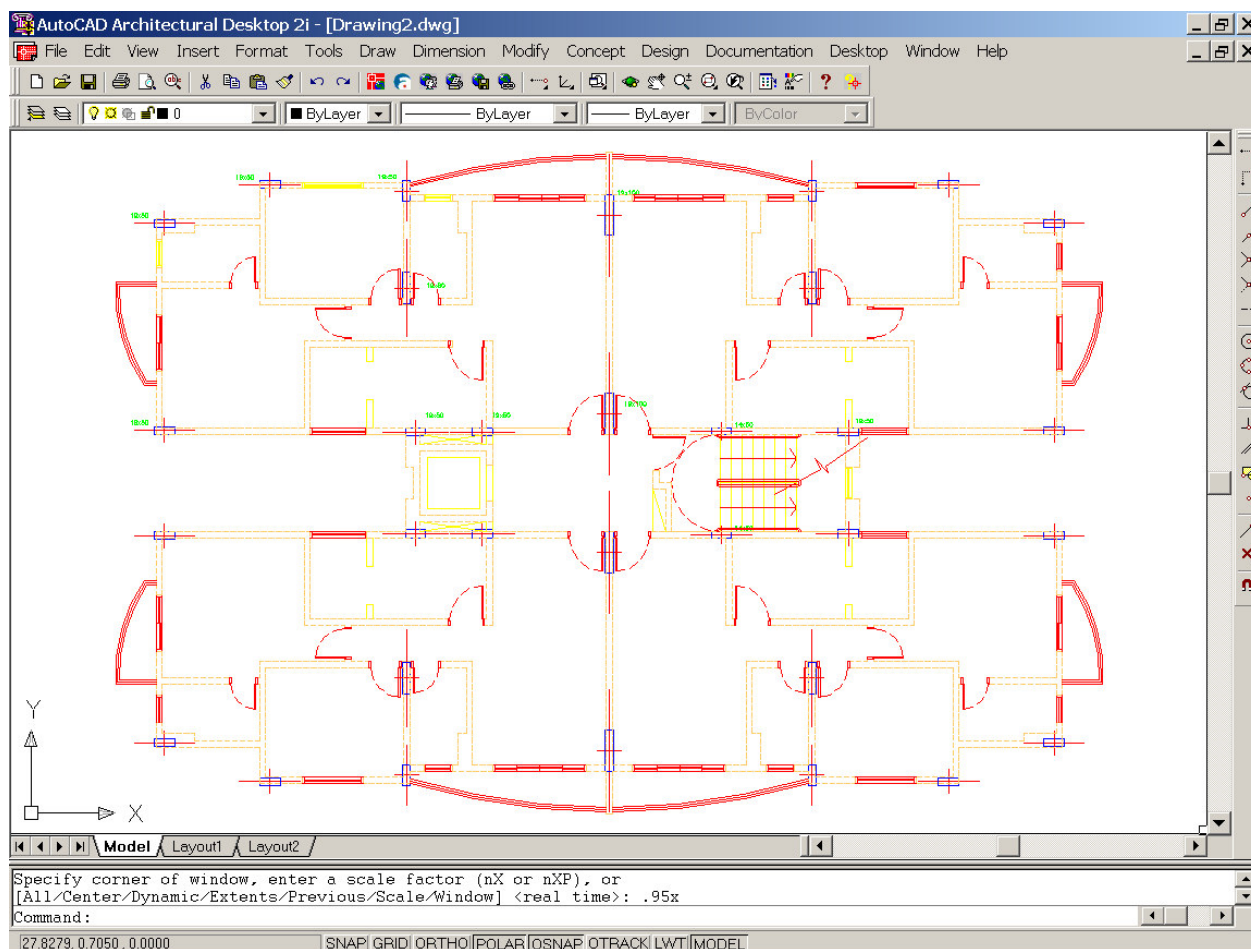 AutoCAD Architectural Desktop 2i - [Drawing2.dwg]
File Edit View Insert Format Tools Draw Dimension Modify Concept Design Documentation Desktop Window Help
0 ByLayer ByLayer ByLayer ByColor
Y
X
Model Layout1 Layout2
Specify corner of window, enter a scale factor (nX or nXP), or
[All/Center/Dynamic/Extents/Previous/Scale/Window] <real time>: .95x
Command:
27.8279, 0.7050 , 0.0000 SNAP GRID ORTHO POLAR OSNAP OTRACK LWT MODEL